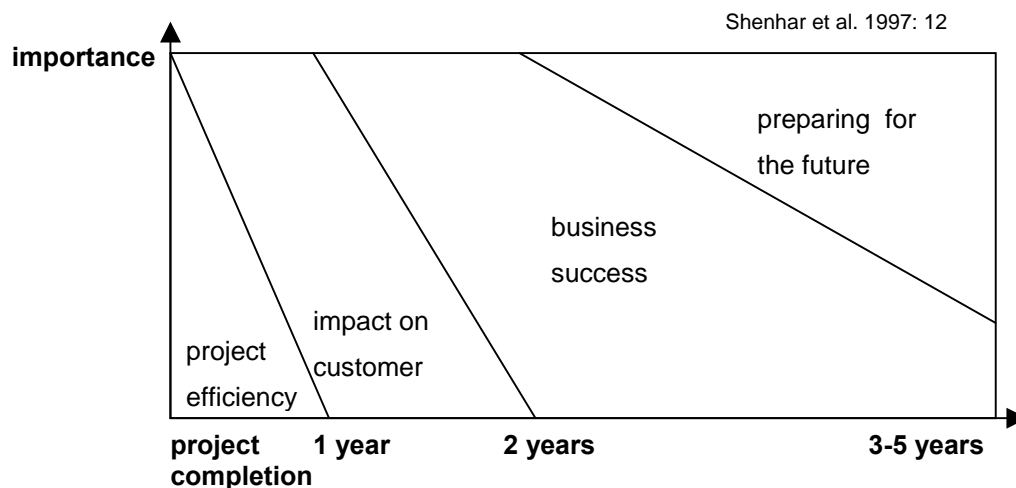 Shenhar et al. 1997: 12
importance
preparing for
the future
business
success
impact on
customer
project
efficiency
project
completion
1 year
2 years
3-5 years